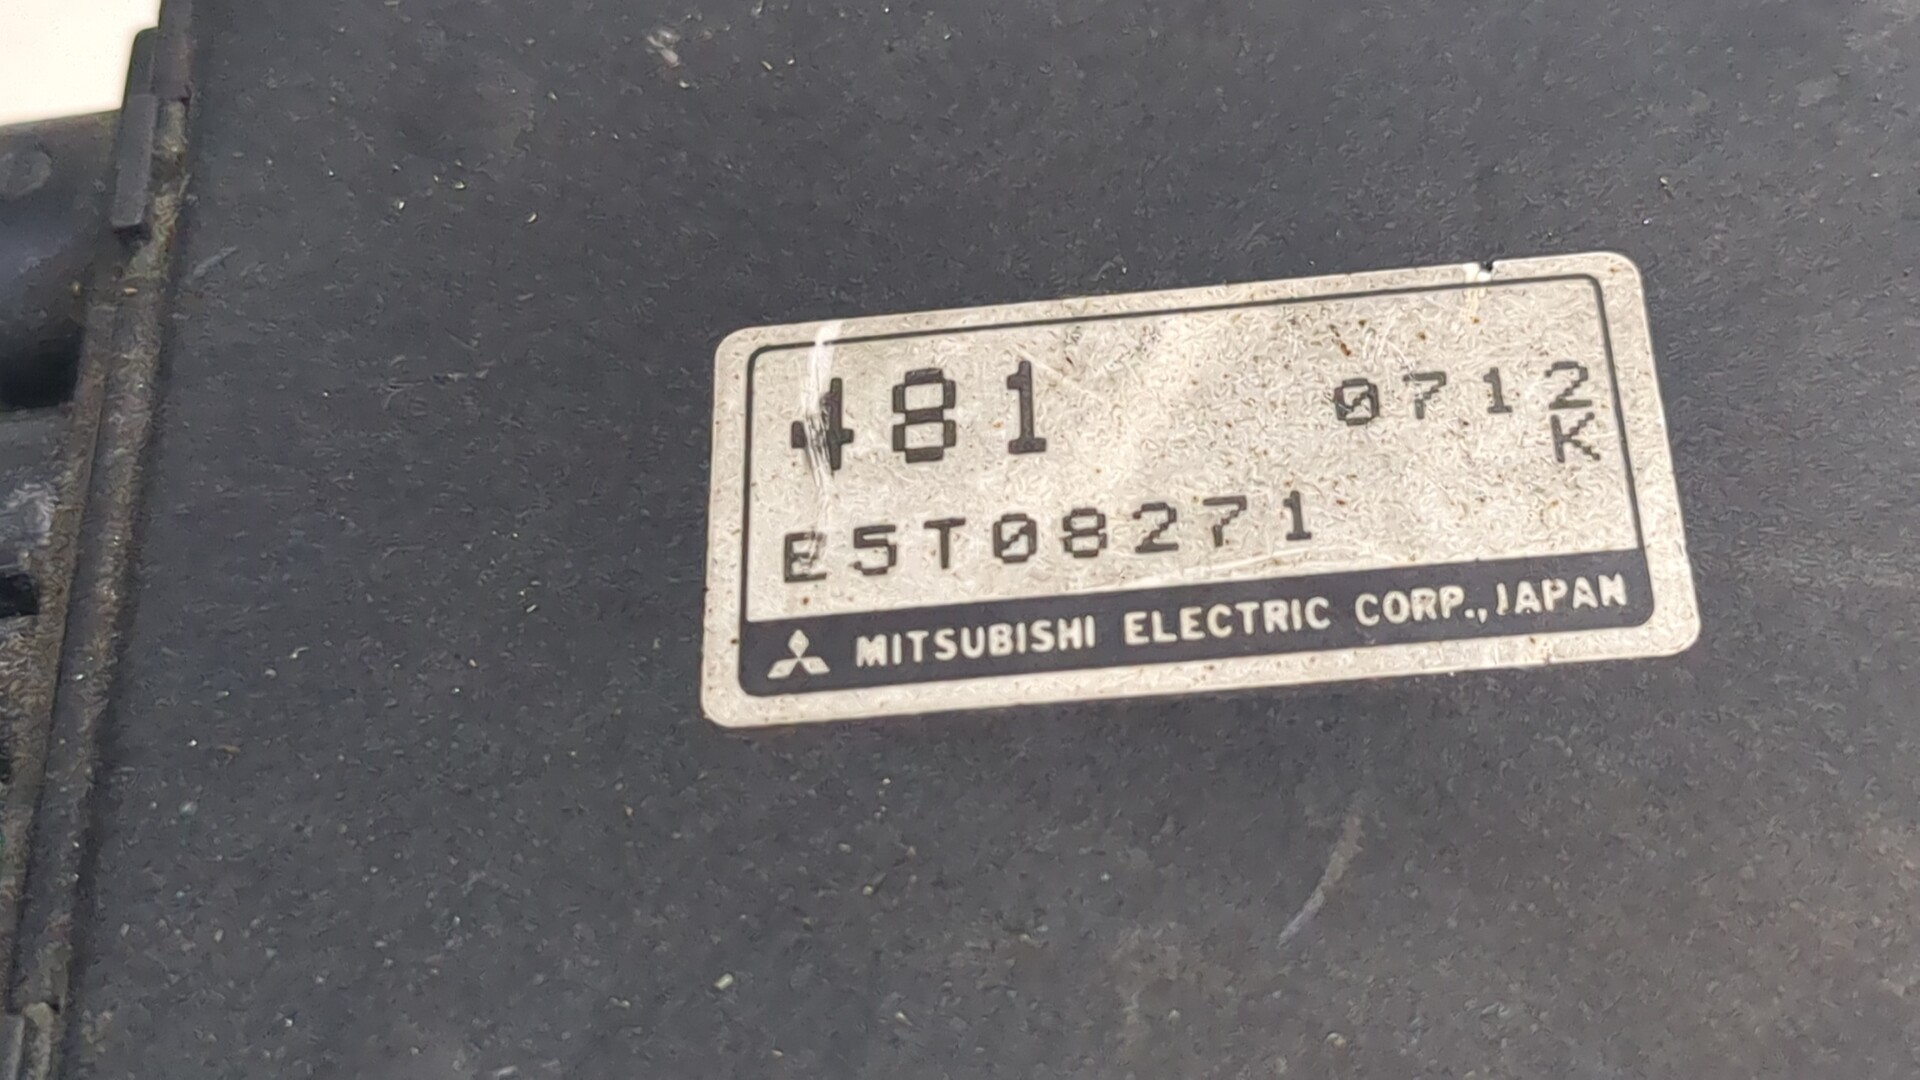 481 0712
K
E5T08271
MITSUBISHI ELECTRIC CORP., JAPAN